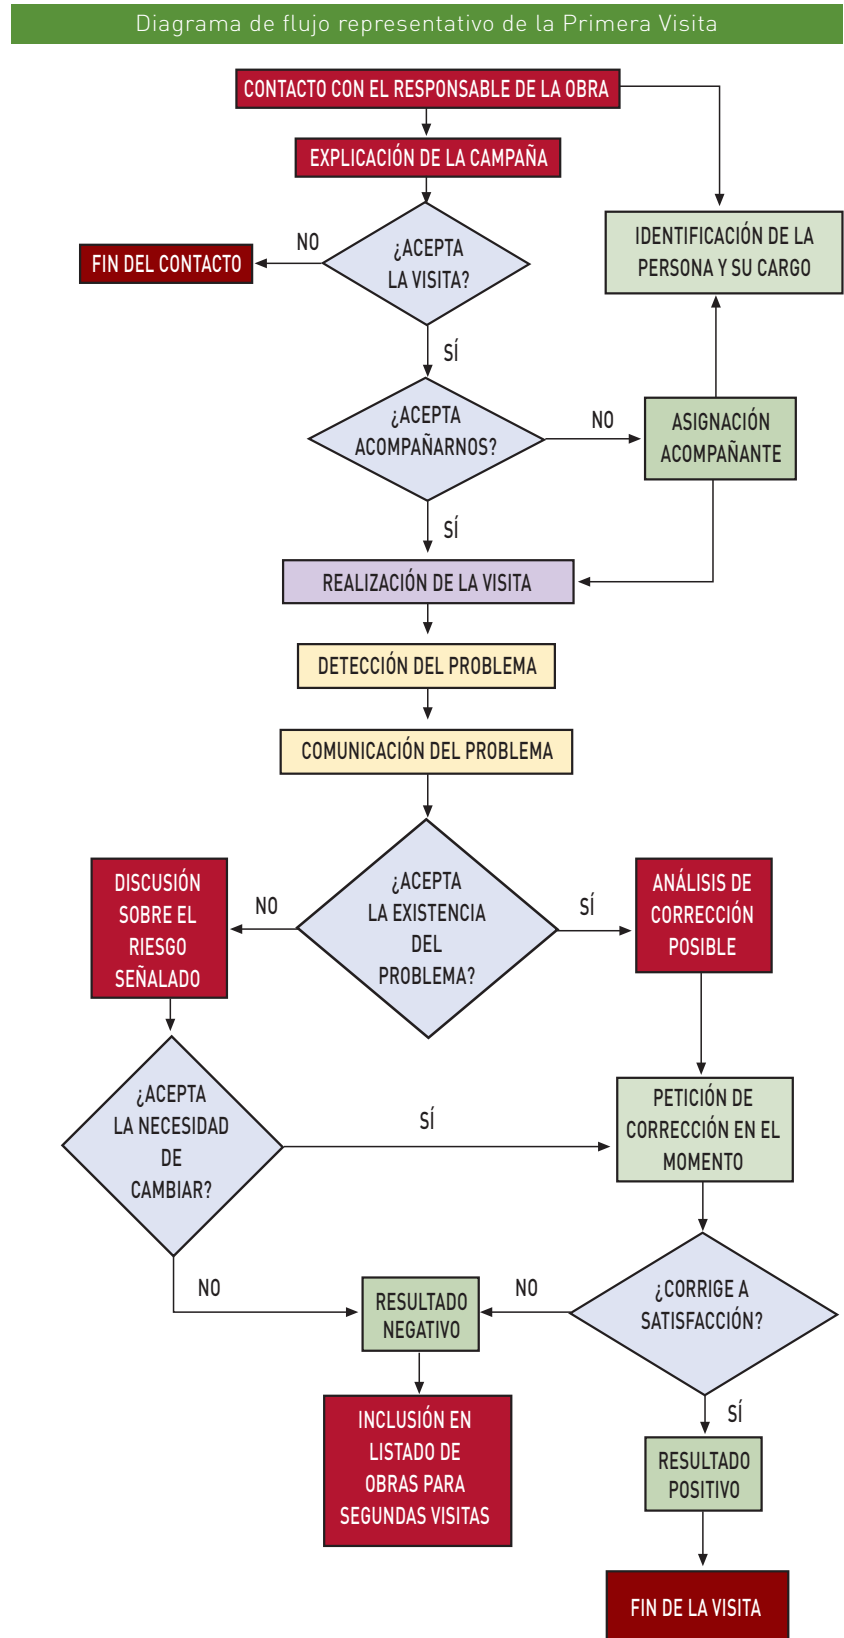 Diagrama de flujo representativo de la Primera Visita
CONTACTO CON EL RESPONSABLE DE LA OBRA
EXPLICACIÓN DE LA CAMPAÑA
¿ACEPTA
LA VISITA?
NO
FIN DEL CONTACTO
IDENTIFICACIÓN DE LA
PERSONA Y SU CARGO
SÍ
¿ACEPTA
ACOMPAÑARNOS?
NO
ASIGNACIÓN
ACOMPAÑANTE
SÍ
REALIZACIÓN DE LA VISITA
DETECCIÓN DEL PROBLEMA
COMUNICACIÓN DEL PROBLEMA
¿ACEPTA
LA EXISTENCIA
DEL
PROBLEMA?
NO
DISCUSIÓN
SOBRE EL
RIESGO
SEÑALADO
SÍ
ANÁLISIS DE
CORRECCIÓN
POSIBLE
¿ACEPTA
LA NECESIDAD
DE
CAMBIAR?
SÍ
PETICIÓN DE
CORRECCIÓN EN EL
MOMENTO
NO
RESULTADO
NEGATIVO
NO
¿CORRIGE A
SATISFACCIÓN?
INCLUSIÓN EN
LISTADO DE
OBRAS PARA
SEGUNDAS VISITAS
SÍ
RESULTADO
POSITIVO
FIN DE LA VISITA